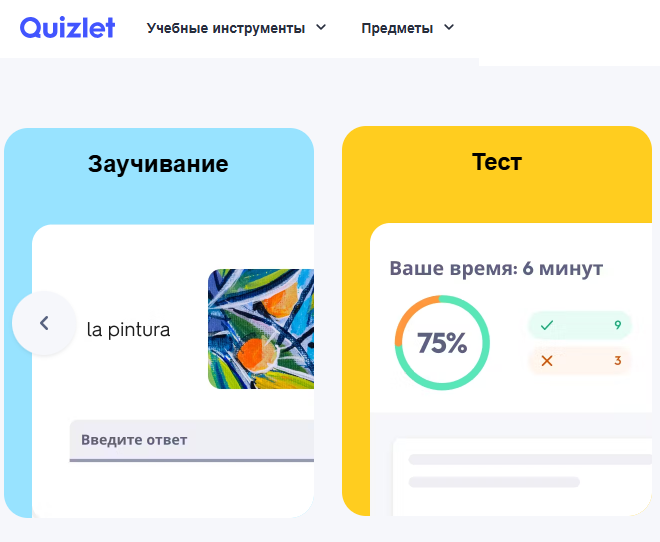 Quizlet Учебные инструменты Предметы
Заучивание
la pintura
Введите ответ
Тест
Ваше время: 6 минут
75%
9
3